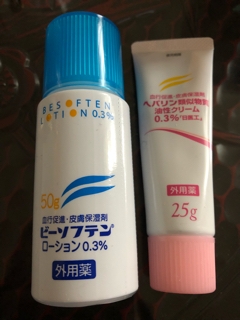 BESOFTEN
LOTION 0.3%
50g
血行促進・皮膚保湿剤
ビーソフテン
ローション0.3%
外用薬
血行促進・皮膚保湿剤
ヘパリン類似物質
油性クリーム
0.3%「日医工」
外用薬
25g